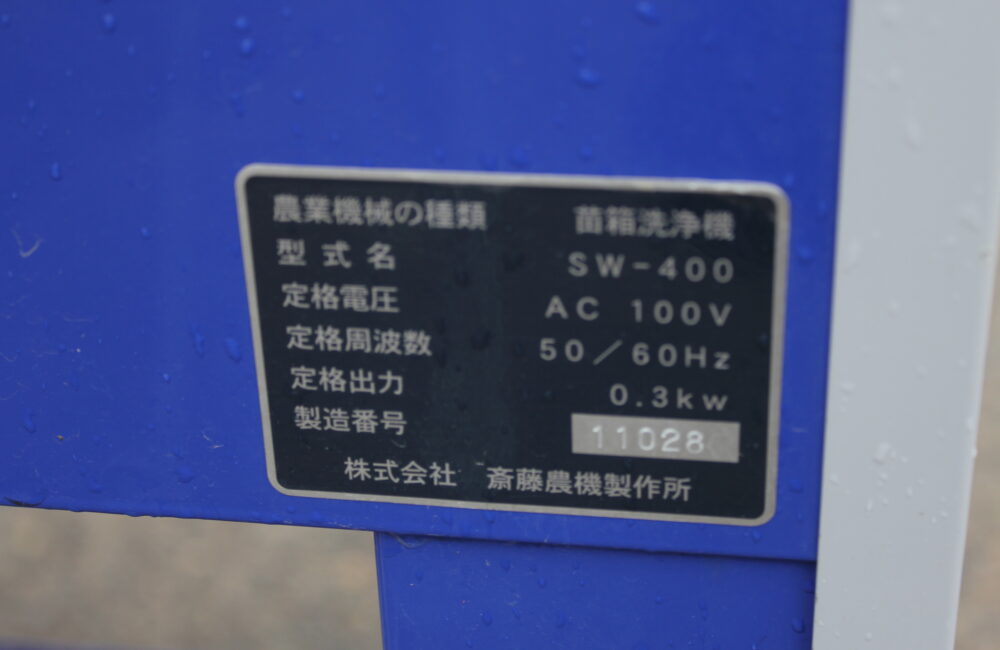 農業機械の種類 苗箱洗浄機
型式名 SW-400
定格電圧 AC 100V
定格周波数 50/60Hz
定格出力 0.3kw
製造番号 11028
株式会社 斎藤農機製作所